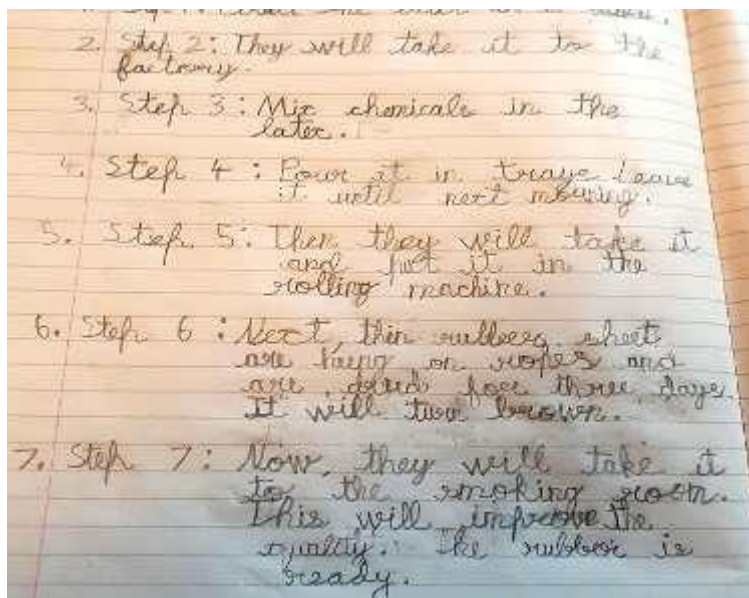 2. Step 2: They will take it to the
factory.
3. Step 3: Mix chemicals in the
later.
4. Step 4: Pour it in traye leave
it until next mouning.
5. Step 5: Then they will take it
and put it in the
rolling machine.
6. Step 6: Next, thin rubbers sheet
are hung on ropes and
are dried for three days.
It will turn brown.
7. Step 7: Now, they will take it
to the smoking room.
This will improve the
quality. The rubber is
ready.